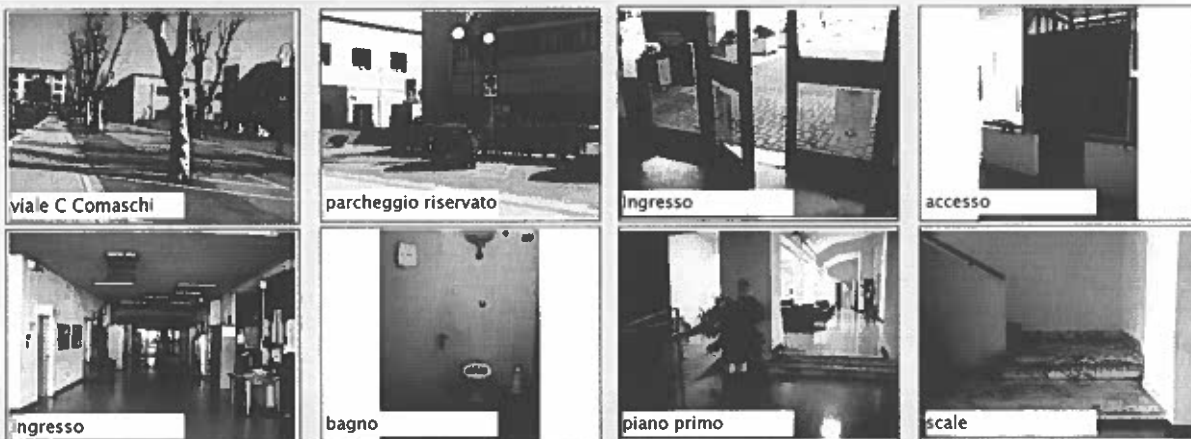 viale C Comaschi
parcheggio riservato
Ingresso
accesso
ingresso
bagno
piano primo
scale